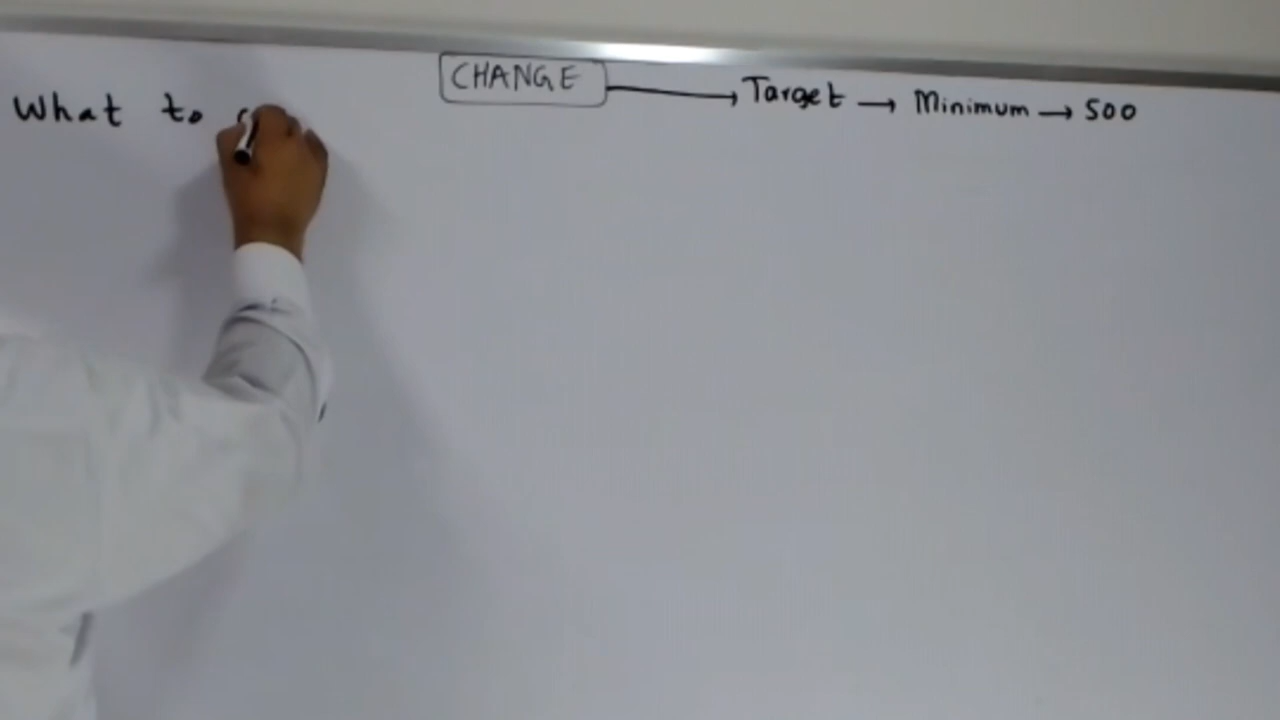 CHANGE → Target → Minimum → 500
What to